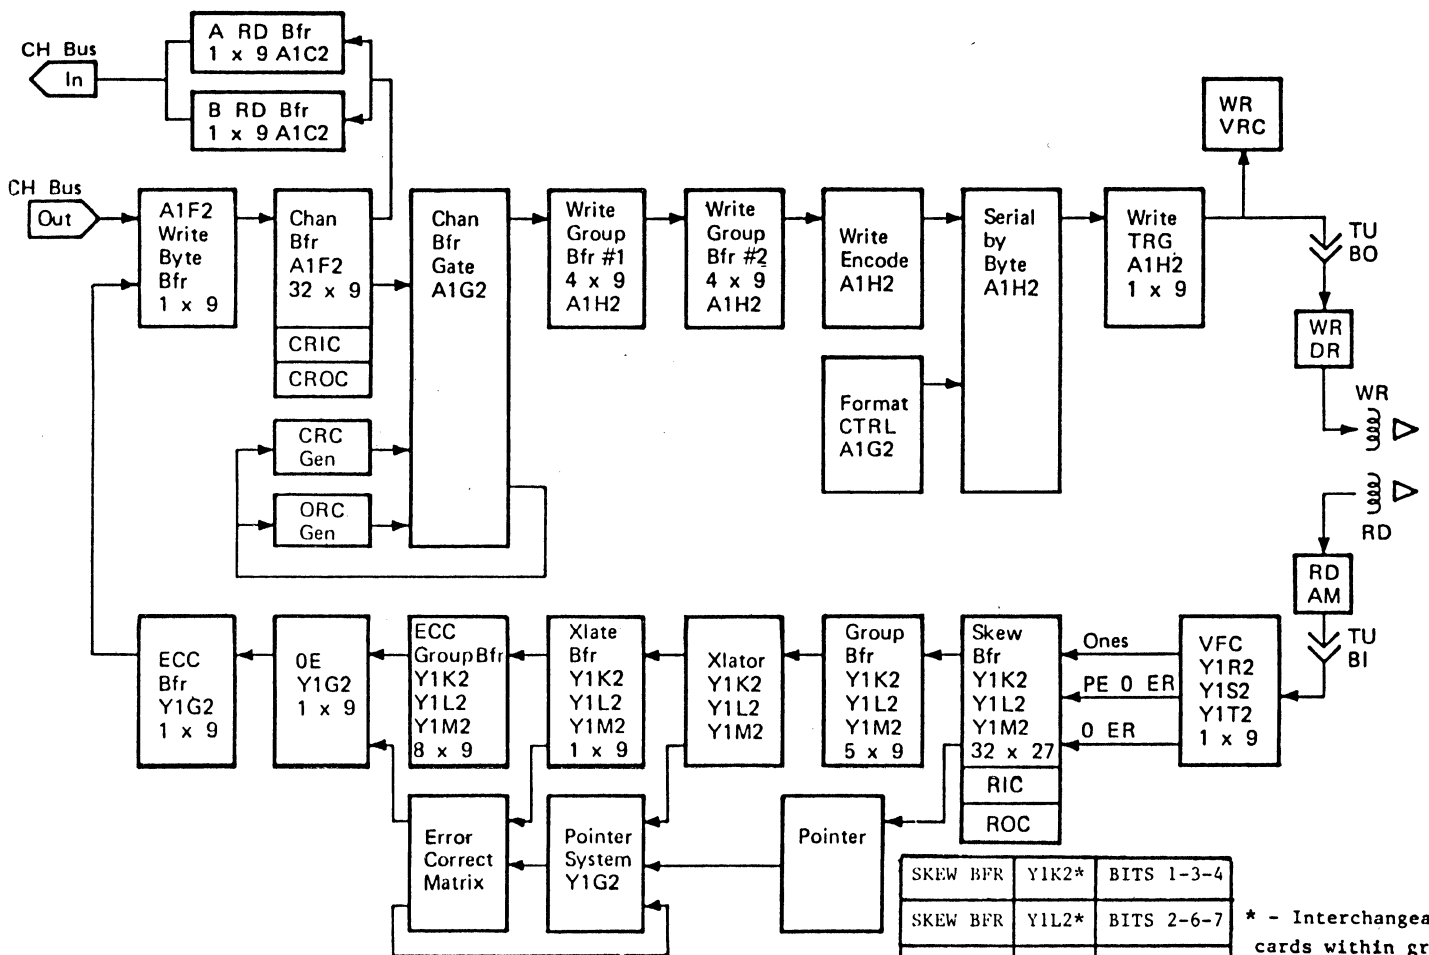 CH Bus
In
A RD Bfr
1 x 9 A1C2
B RD Bfr
1 x 9 A1C2
CH Bus
Out
A1F2
Write
Byte
Bfr
1 x 9
Chan
Bfr
A1F2
32 x 9
CRIC
CROC
Chan
Bfr
Gate
A1G2
Write
Group
Bfr #1
4 x 9
A1H2
Write
Group
Bfr #2
4 x 9
A1H2
Write
Encode
A1H2
Serial
by
Byte
A1H2
Write
TRG
A1H2
1 x 9
WR
VRC
TU
BO
WR
DR
WR
Format
CTRL
A1G2
CRC
Gen
ORC
Gen
RD
RD
AM
TU
BI
ECC
Bfr
Y1G2
1 x 9
0E
Y1G2
1 x 9
ECC
Group Bfr
Y1K2
Y1L2
Y1M2
8 x 9
Xlate
Bfr
Y1K2
Y1L2
Y1M2
1 x 9
Xlator
Y1K2
Y1L2
Y1M2
Group
Bfr
Y1K2
Y1L2
Y1M2
5 x 9
Skew
Bfr
Y1K2
Y1L2
Y1M2
32 x 27
RIC
ROC
Ones
PE 0 ER
0 ER
VFC
Y1R2
Y1S2
Y1T2
1 x 9
Error
Correct
Matrix
Pointer
System
Y1G2
Pointer
SKEW BFR Y1K2* BITS 1-3-4
SKEW BFR Y1L2* BITS 2-6-7
* - Interchangea
cards within gr